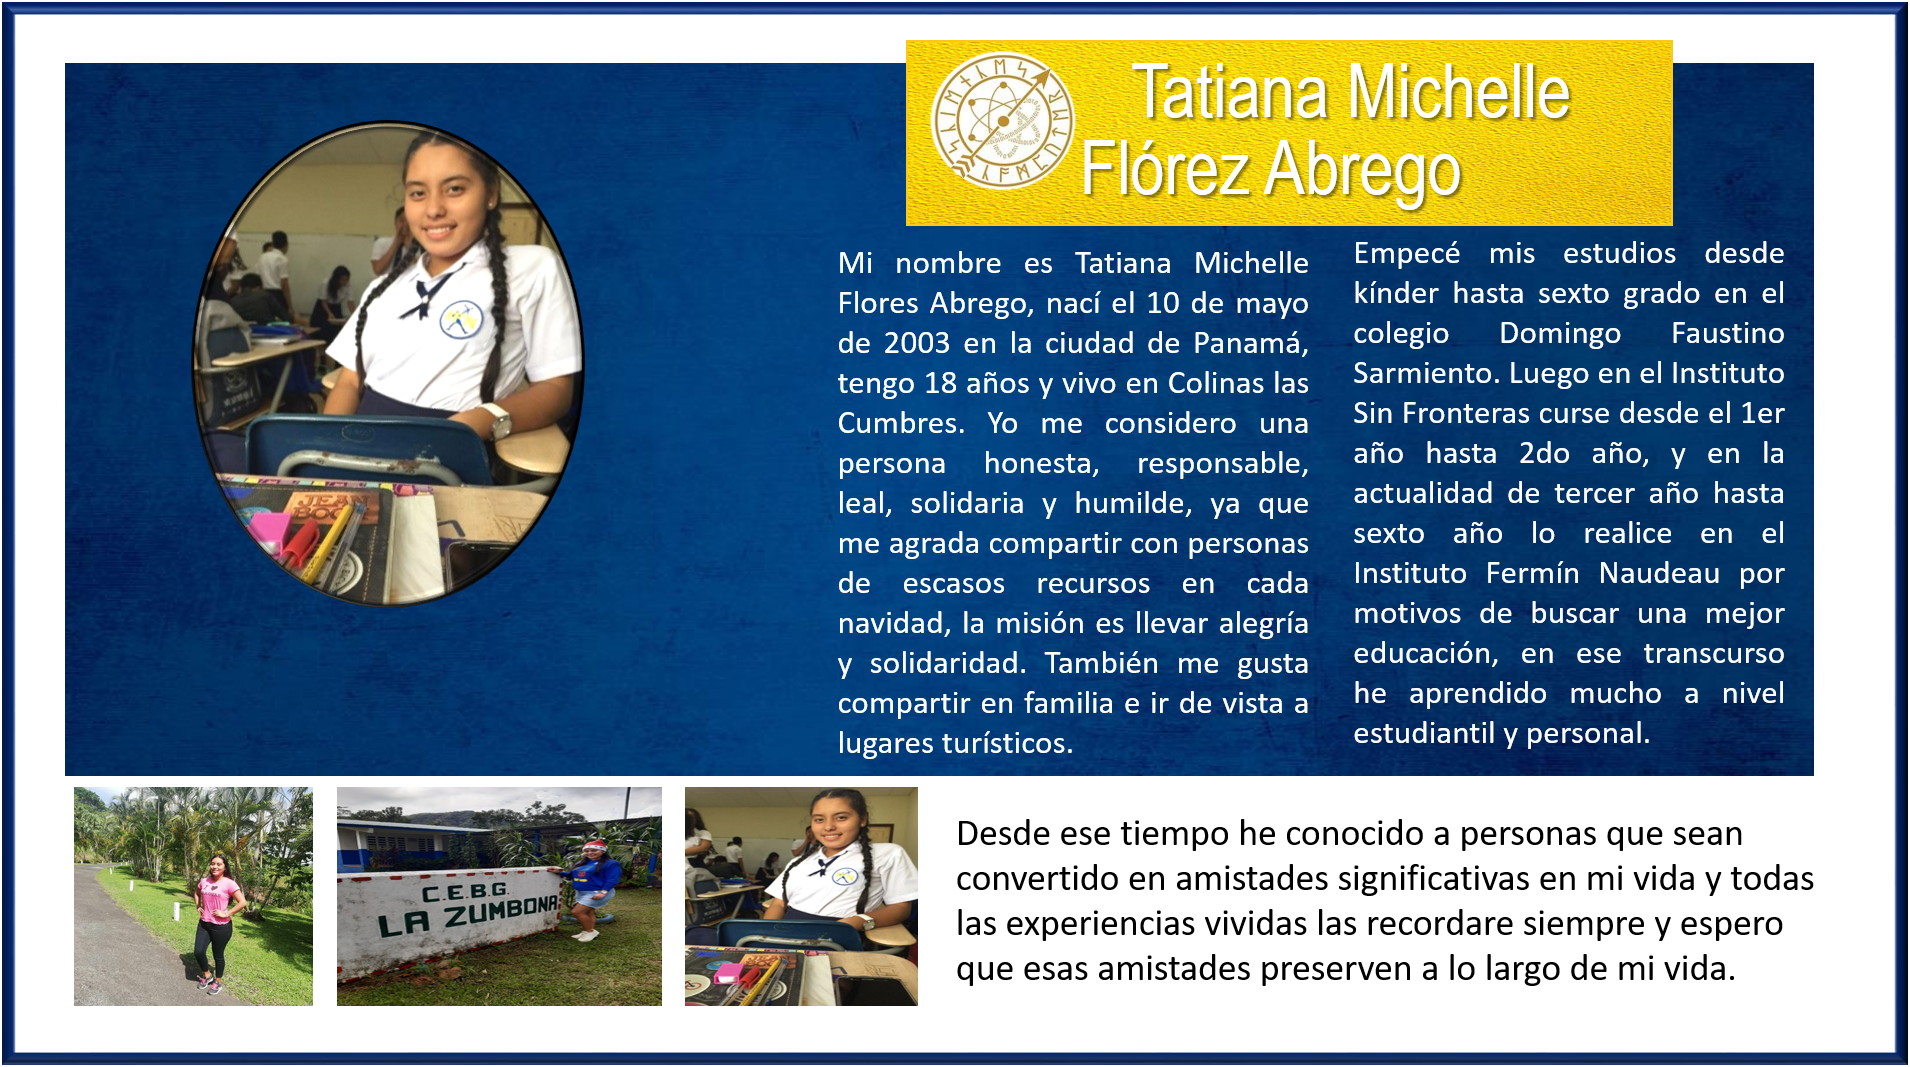 Tatiana Michelle
Flórez Abrego
Mi nombre es Tatiana Michelle
Flores Abrego, nací el 10 de mayo
de 2003 en la ciudad de Panamá,
tengo 18 años y vivo en Colinas las
Cumbres. Yo me considero una
persona honesta, responsable,
leal, solidaria y humilde, ya que
me agrada compartir con personas
de escasos recursos en cada
navidad, la misión es llevar alegría
y solidaridad. También me gusta
compartir en familia e ir de vista a
lugares turísticos.
Empecé mis estudios desde
kínder hasta sexto grado en el
colegio Domingo Faustino
Sarmiento. Luego en el Instituto
Sin Fronteras curse desde el 1er
año hasta 2do año, y en la
actualidad de tercer año hasta
sexto año lo realice en el
Instituto Fermín Naudeau por
motivos de buscar una mejor
educación, en ese transcurso
he aprendido mucho a nivel
estudiantil y personal.
JEAN
BOOK
C.E.B.G.
LA ZUMBONA
Desde ese tiempo he conocido a personas que sean
convertido en amistades significativas en mi vida y todas
las experiencias vividas las recordare siempre y espero
que esas amistades preserven a lo largo de mi vida.